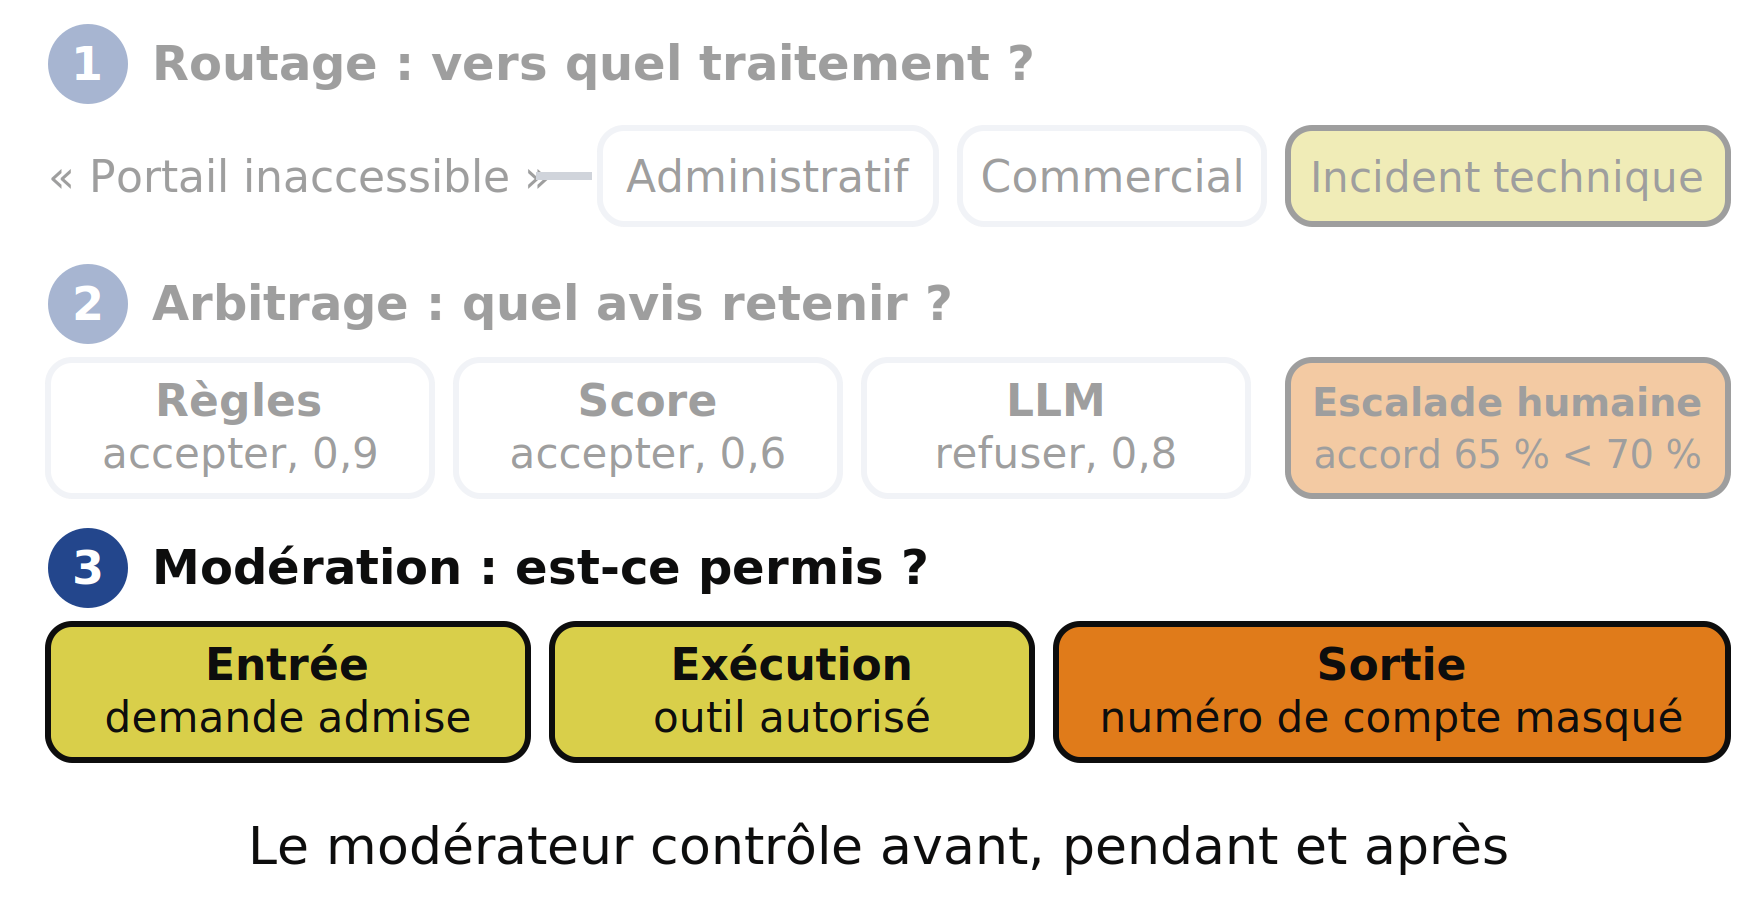 1 Routage : vers quel traitement ?
« Portail inaccessible » Administratif Commercial Incident technique
2 Arbitrage : quel avis retenir ?
Règles Score LLM Escalade humaine
accepter, 0,9 accepter, 0,6 refuser, 0,8 accord 65 % < 70 %
3 Modération : est-ce permis ?
Entrée Exécution Sortie
demande admise outil autorisé numéro de compte masqué
Le modérateur contrôle avant, pendant et après